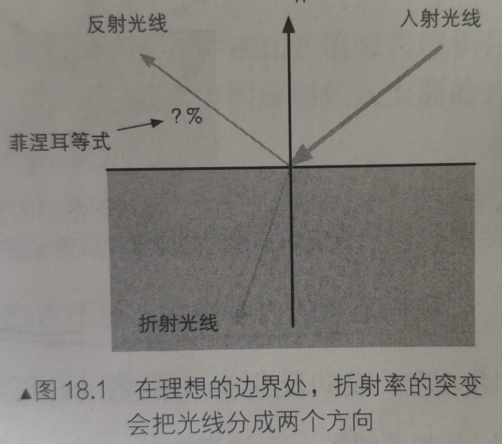 反射光线
入射光线
?%
菲涅耳等式
折射光线
▲图 18.1 在理想的边界处，折射率的突变
会把光线分成两个方向